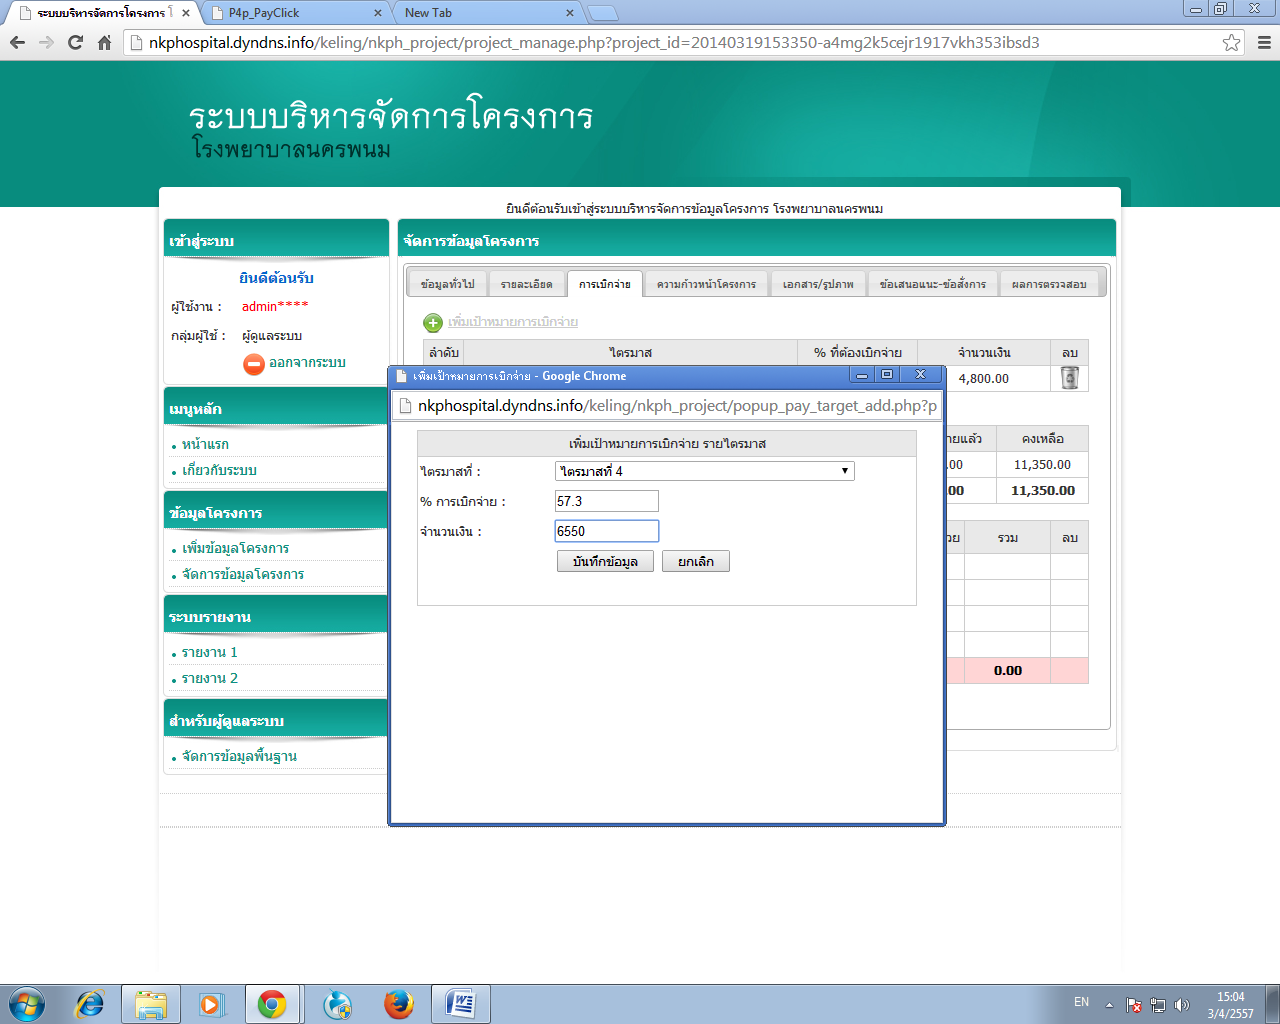 ระบบบริหารจัดการโครงการ โ
P4p_PayClick
New Tab
nkphospital.dyndns.info/keling/nkph_project/project_manage.php?project_id=20140319153350-a4mg2k5cejr1917vkh353ibsd3
ระบบบริหารจัดการโครงการ
โรงพยาบาลนครพนม
ยินดีต้อนรับเข้าสู่ระบบบริหารจัดการข้อมูลโครงการ โรงพยาบาลนครพนม
เข้าสู่ระบบ
ยินดีต้อนรับ
ผู้ใช้งาน : admin****
กลุ่มผู้ใช้ : ผู้ดูแลระบบ
ออกจากระบบ
เมนูหลัก
หน้าแรก
เกี่ยวกับระบบ
ข้อมูลโครงการ
เพิ่มข้อมูลโครงการ
จัดการข้อมูลโครงการ
ระบบรายงาน
รายงาน 1
รายงาน 2
สำหรับผู้ดูแลระบบ
จัดการข้อมูลพื้นฐาน
จัดการข้อมูลโครงการ
ข้อมูลทั่วไป รายละเอียด การเบิกจ่าย ความก้าวหน้าโครงการ เอกสาร/รูปภาพ ข้อเสนอแนะ-ข้อสั่งการ ผลการตรวจสอบ
เพิ่มเป้าหมายการเบิกจ่าย
ลำดับ ไตรมาส % ที่ต้องเบิกจ่าย จำนวนเงิน ลบ
4,800.00
ายแล้ว คงเหลือ
.00 11,350.00
00 11,350.00
วย รวม ลบ
0.00
เพิ่มเป้าหมายการเบิกจ่าย - Google Chrome
nkphospital.dyndns.info/keling/nkph_project/popup_pay_target_add.php?p
เพิ่มเป้าหมายการเบิกจ่าย รายไตรมาส
ไตรมาสที่ : ไตรมาสที่ 4
% การเบิกจ่าย : 57.3
จำนวนเงิน : 6550
บันทึกข้อมูล ยกเลิก
EN
15:04
3/4/2557